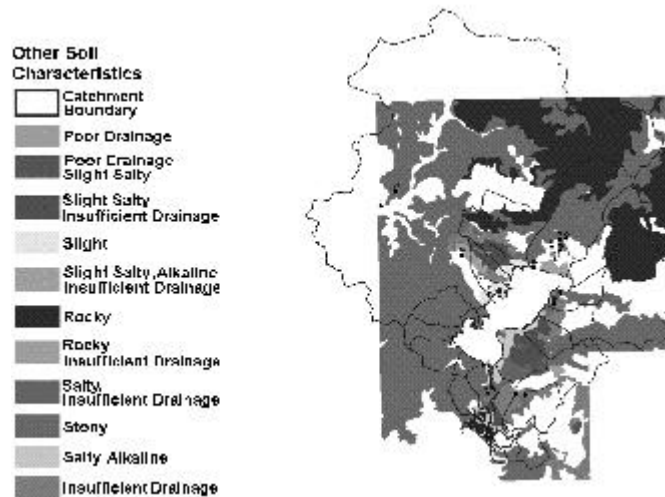 Other Soil
Characteristics
Catchment
Boundary
Poor Drainage
Poor Drainage
Slight Salty
Slight Salty
Insufficient Drainage
Slight
Slight Salty, Alkaline
Insufficient Drainage
Rocky
Rocky
Insufficient Drainage
Salty,
Insufficient Drainage
Stony
Salty Alkaline
Insufficient Drainage